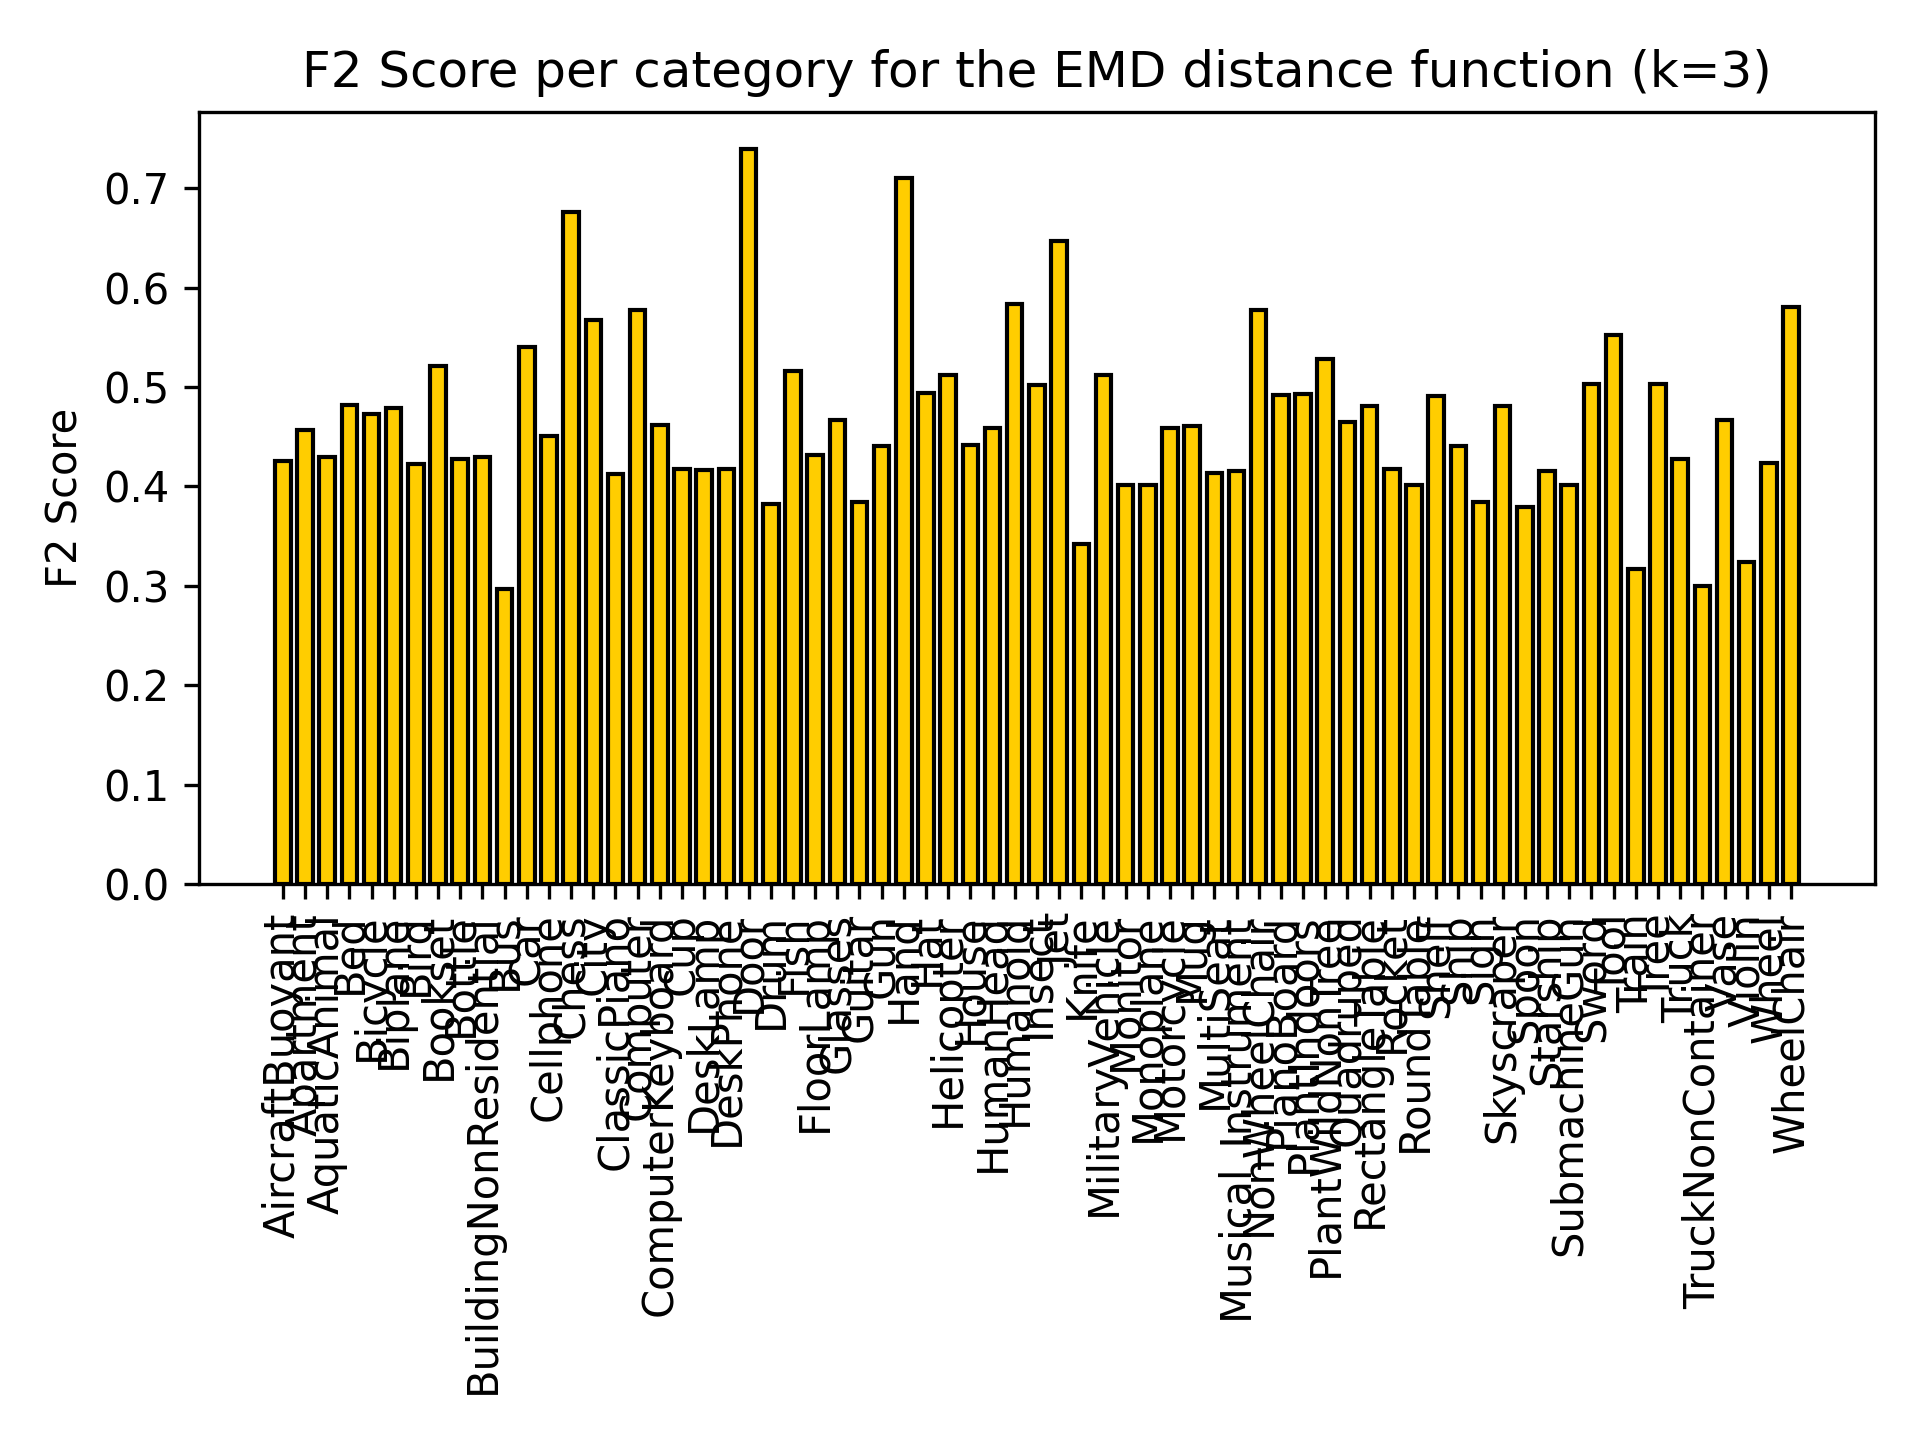 F2 Score per category for the EMD distance function (k=3)
F2 Score
0.7
0.6
0.5
0.4
0.3
0.2
0.1
0.0
AircraftBuoyant
Apartment
AquaticAnimal
Bed
Bicycle
Biplane
Bird
Bookset
Bottle
BuildingNonResidential
Bus
Car
Cellphone
Chess
City
ClassicPiano
Computer
ComputerKeyboard
Cup
DeskLamp
DeskPhone
Door
Drum
Fish
FloorLamp
Glasses
Guitar
Gun
Hand
Hat
Helicopter
House
HumanHead
Humanoid
Insect
Jet
Knife
MilitaryVehicle
Monitor
Monoplane
Motorcycle
Mug
MultiSeat
Musical_Instrument
NonWheelChair
PianoBoard
PlantIndoors
PlantWildNonTree
Quadruped
RectangleTable
Rocket
RoundTable
Shell
Ship
Sign
Skyscraper
Spoon
Starship
SubmachineGun
Sword
Tool
Train
Tree
Truck
TruckNonContainer
Vase
Violin
Wheel
WheelChair